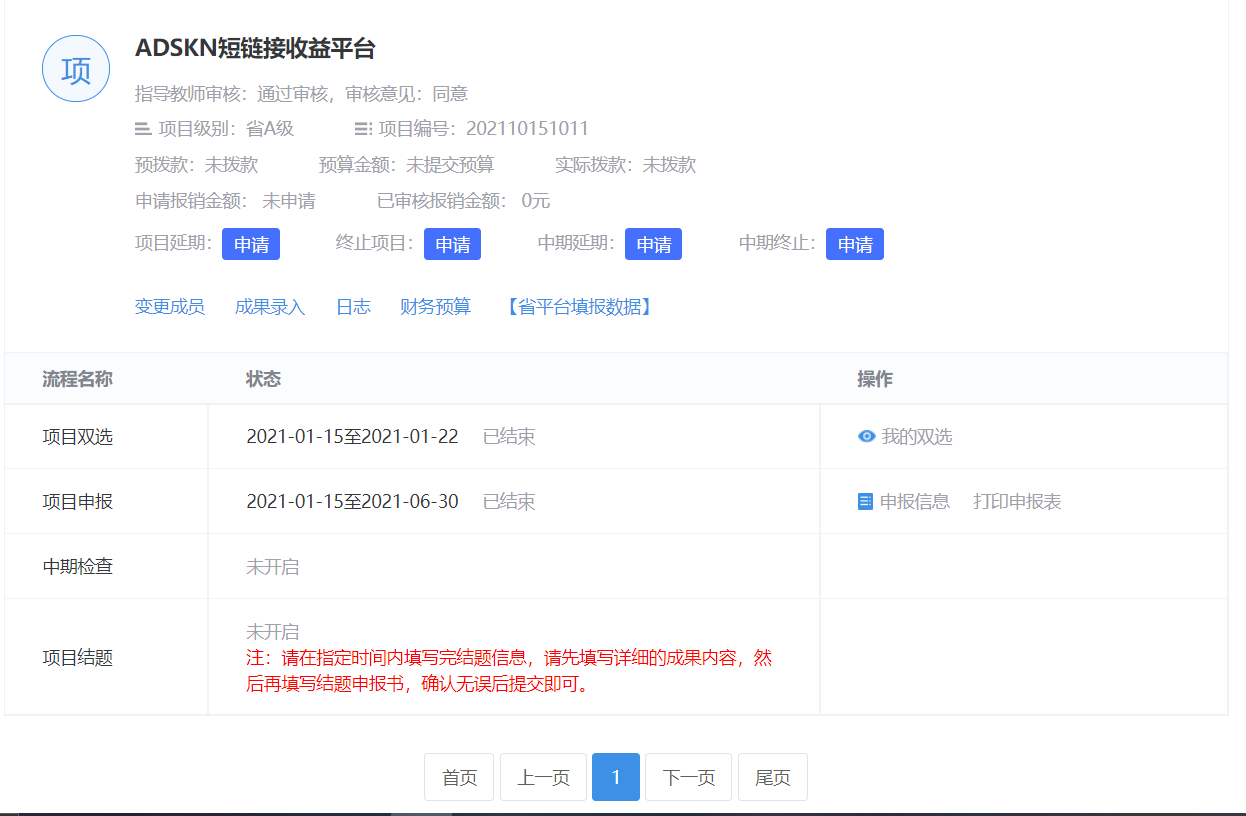 项
ADSKN短链接收益平台
指导教师审核：通过审核，审核意见：同意
项目级别：省A级 项目编号：202110151011
预拨款：未拨款 预算金额：未提交预算 实际拨款：未拨款
申请报销金额： 未申请 已审核报销金额： 0元
项目延期： 申请 终止项目： 申请 中期延期： 申请 中期终止： 申请
变更成员 成果录入 日志 财务预算 【省平台填报数据】
流程名称 状态 操作
项目双选 2021-01-15至2021-01-22 已结束 我的双选
项目申报 2021-01-15至2021-06-30 已结束 申报信息 打印申报表
中期检查 未开启
项目结题 未开启
注：请在指定时间内填写完结题信息，请先填写详细的成果内容，然
后再填写结题申报书，确认无误后提交即可。
首页 上一页 1 下一页 尾页